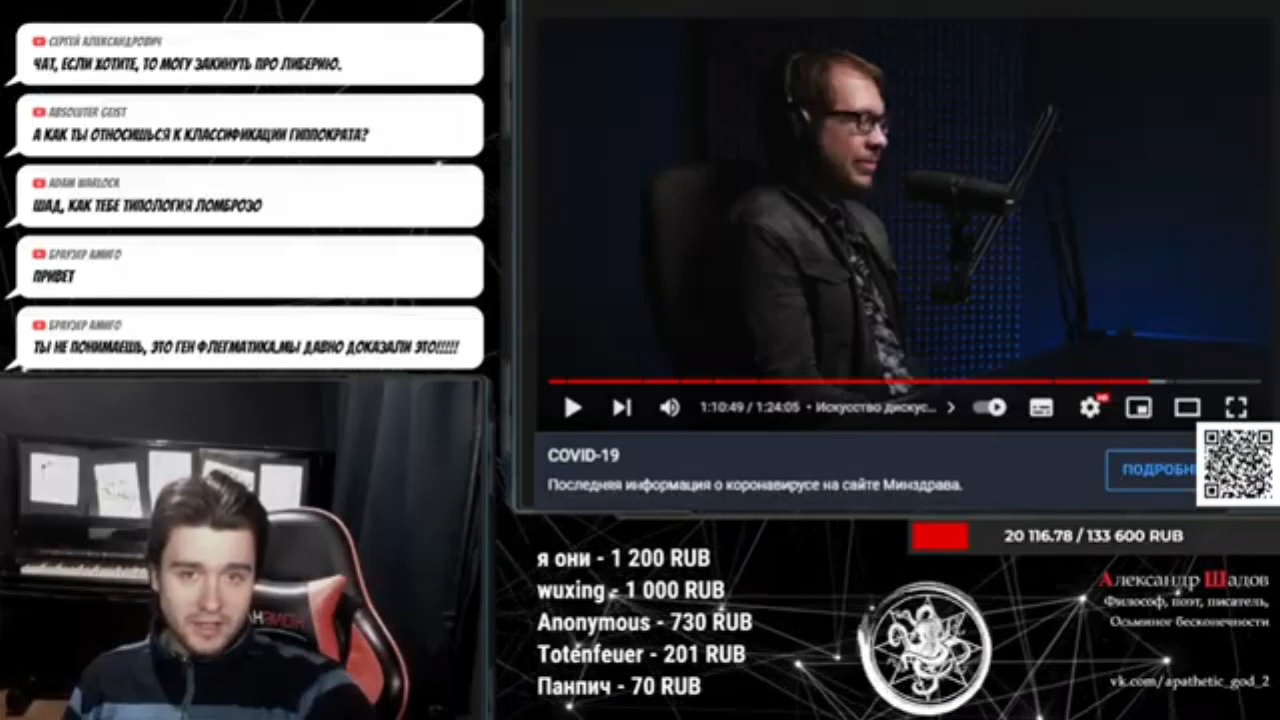 СЕРГЕЙ АЛЕКСАНДРОВИЧ
ЧАТ, ЕСЛИ ХОТИТЕ, ТО МОГУ ЗАКИНУТЬ ПРО ЛИБЕРИЮ.
ABSOLUTER GEIST
А КАК ТЫ ОТНОСИШЬСЯ К КЛАССИФИКАЦИИ ГИППОКРАТА?
ADAM WARLOCK
ШАД, КАК ТЕБЕ ТИПОЛОГИЯ ЛОМБРОЗО
БРАУЗЕР АМИГО
ПРИВЕТ
БРАУЗЕР АМИГО
ТЫ НЕ ПОНИМАЕШЬ, ЭТО ГЕН ФЛЕГМАТИКА,МЫ ДАВНО ДОКАЗАЛИ ЭТО!!!!!
1:10:49 / 1:24:05 • Искусство дискус...
HD
COVID-19
Последняя информация о коронавирусе на сайте Минздрава.
ПОДРОБН
20 116.78 / 133 600 RUB
я они - 1 200 RUB
wuxing - 1 000 RUB
Anonymous - 730 RUB
Totenfeuer - 201 RUB
Панпич - 70 RUB
Александр Шадов
Философ, поэт, писатель,
Осьминог бесконечности
vk.com/apathetic_god_2